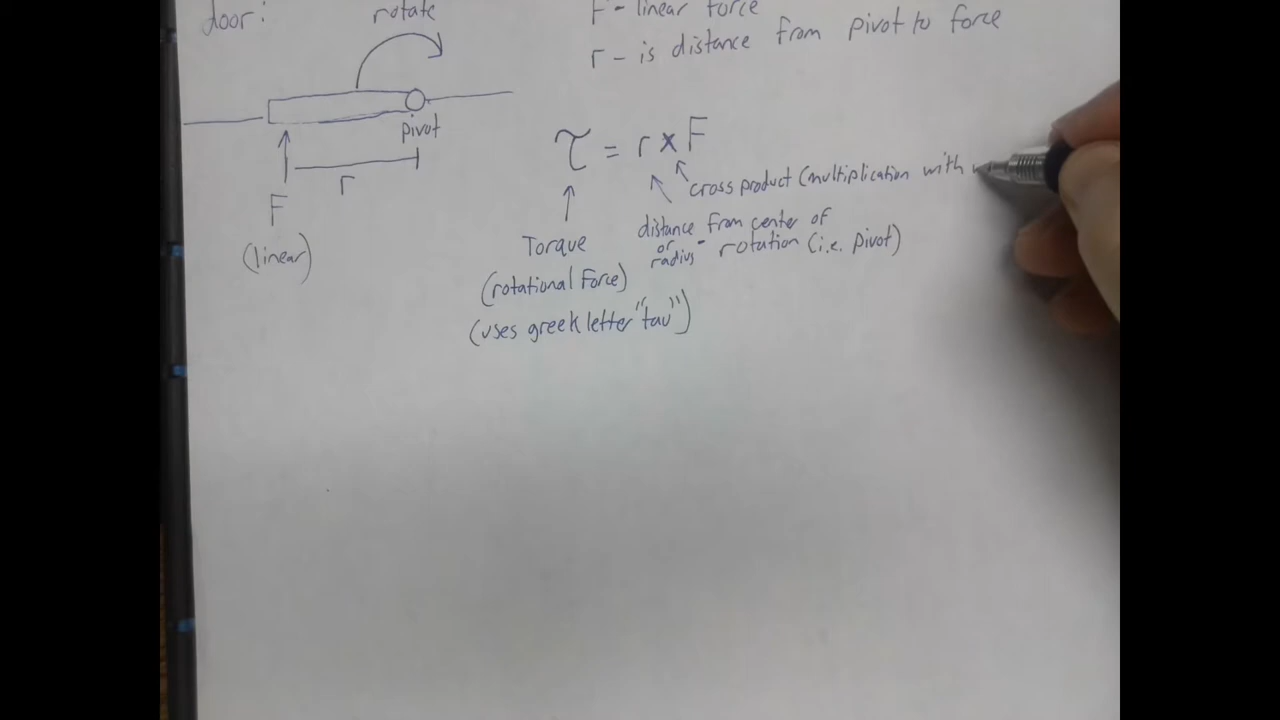 door:
rotate
F - linear force
r - is distance from pivot to force
pivot
r
F
(linear)
τ = r x F
cross product (multiplication with
distance from center of
or
radius - rotation (i.e. pivot)
Torque
(rotational Force)
(uses greek letter "tau")